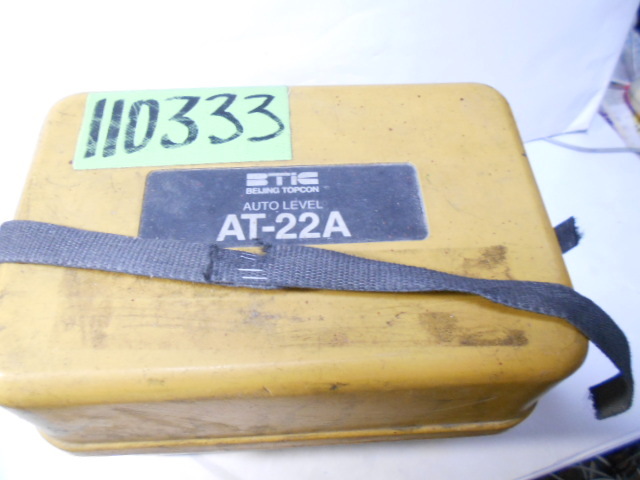 110333
BTIC
BEIJING TOPCON
AUTO LEVEL
AT-22A